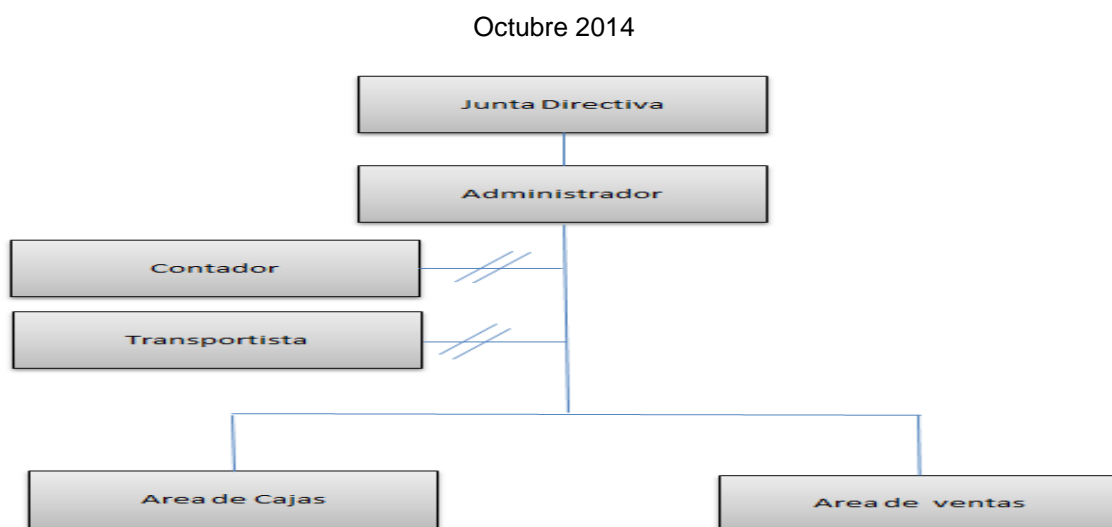 Octubre 2014
Junta Directiva
Administrador
Contador
Transportista
Area de Cajas
Area de ventas